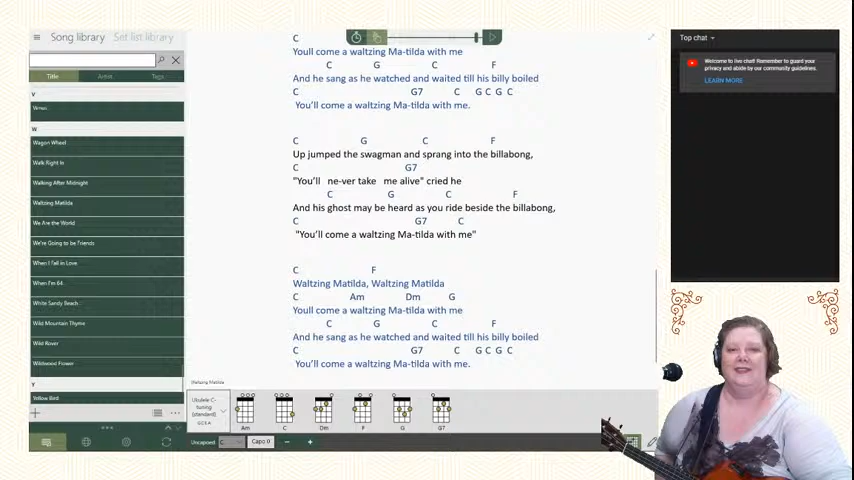 Song library Set list library
Title Artist Tags
V
Venus
W
Wagon Wheel
Walk Right In
Walking After Midnight
Waltzing Matilda
We Are the World
We're Going to be Friends
When I Fall in Love
When I'm 64
White Sandy Beach
Wild Mountain Thyme
Wild Rover
Wildwood Flower
Y
Yellow Bird
C
Youll come a waltzing Ma-tilda with me
C G C F
And he sang as he watched and waited till his billy boiled
C G7 C G C G C
You'll come a waltzing Ma-tilda with me.
C G C F
Up jumped the swagman and sprang into the billabong,
C G7
"You'll ne-ver take me alive" cried he
C G C F
And his ghost may be heard as you ride beside the billabong,
C G7 C
"You'll come a waltzing Ma-tilda with me"
C F
Waltzing Matilda, Waltzing Matilda
C Am Dm G
Youll come a waltzing Ma-tilda with me
C G C F
And he sang as he watched and waited till his billy boiled
C G7 C G C G C
You'll come a waltzing Ma-tilda with me.
Waltzing Matilda
Ukulele C-
tuning
(standard)
GCEA
Am C Dm F G G7
Uncapoed C Capo 0 - +
Top chat
Welcome to live chat! Remember to guard your
privacy and abide by our community guidelines.
LEARN MORE